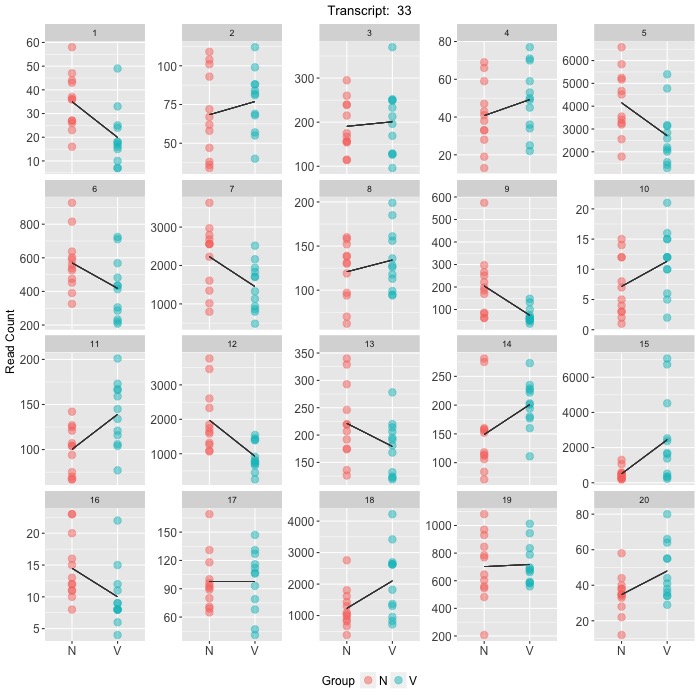 Transcript: 33
1 2 3 4 5
60 50 40 30 20 10
100 75 50
300 200 100
80 60 40 20
6000 5000 4000 3000 2000
6 7 8 9 10
800 600 400 200
3000 2000 1000
200 150 100
600 500 400 300 200 100
20 15 10 5 0
Read Count
11 12 13 14 15
200 150 100
3000 2000 1000
350 300 250 200 150
250 200 150 100
6000 4000 2000 0
16 17 18 19 20
20 15 10 5
150 120 90 60
4000 3000 2000 1000
1000 800 600 400 200
80 60 40 20
N V N V N V N V N V
Group N V